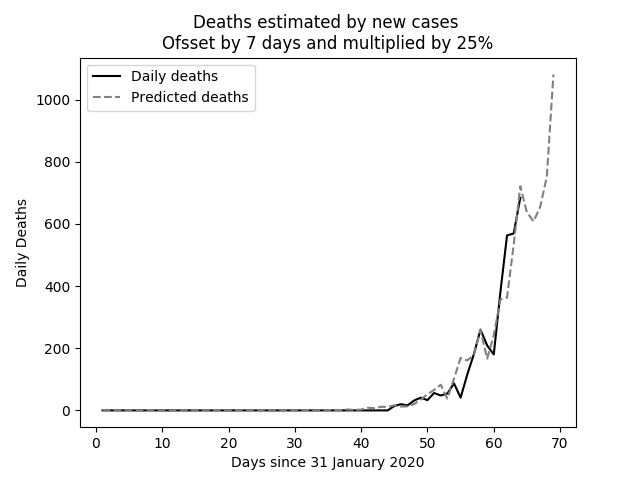 Deaths estimated by new cases
Ofsset by 7 days and multiplied by 25%
Daily deaths
Predicted deaths
1000
800
600
400
200
0
Daily Deaths
0 10 20 30 40 50 60 70
Days since 31 January 2020